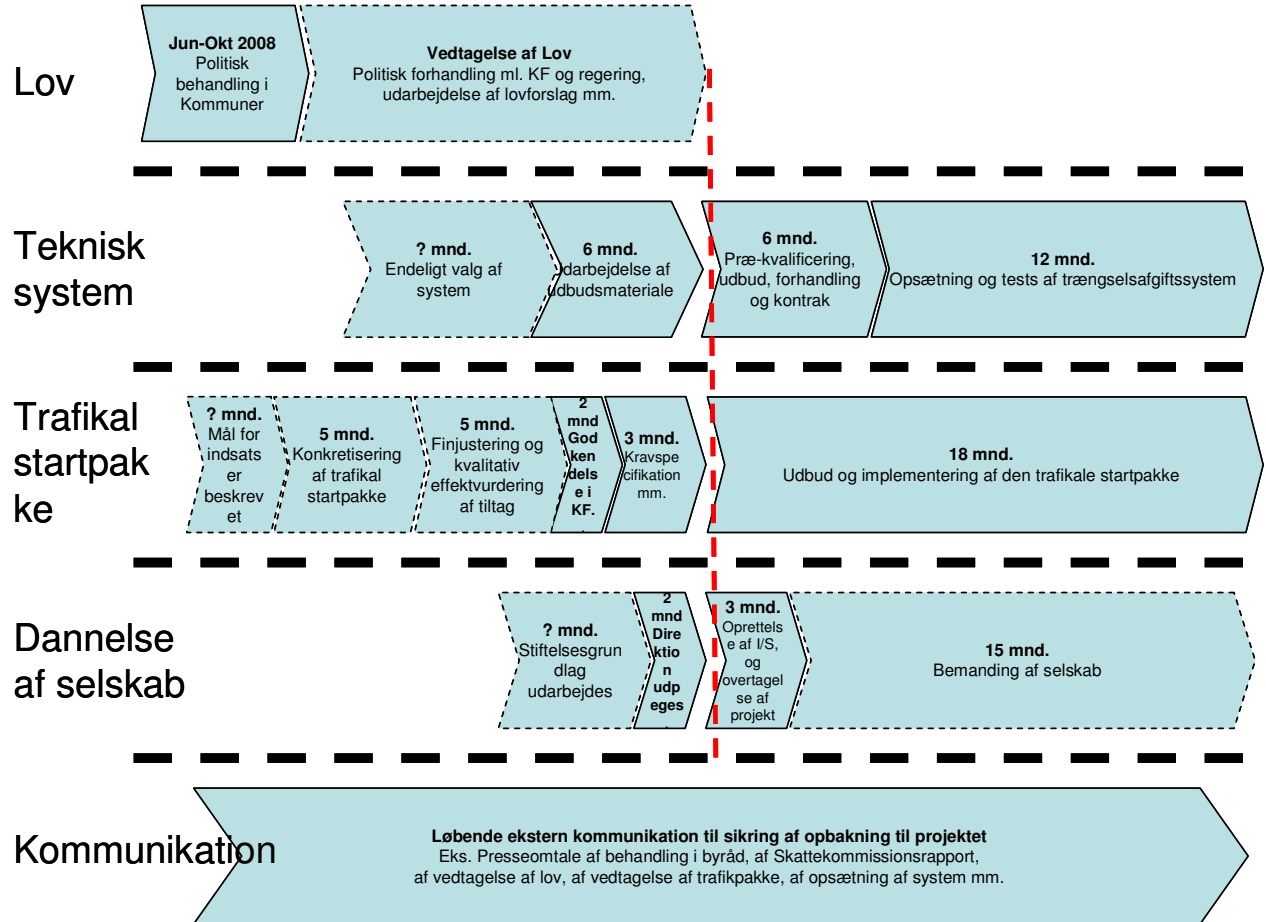 Lov
Jun-Okt 2008
Politisk
behandling i
Kommuner
Vedtagelse af Lov
Politisk forhandling ml. KF og regering,
udarbejdelse af lovforslag mm.
Teknisk
system
? mnd.
Endeligt valg af
system
6 mnd.
darbejdelse af
udbudsmateriale
6 mnd.
Præ-kvalificering,
udbud, forhandling
og kontrak
12 mnd.
Opsætning og tests af trængselsafgiftssystem
Trafikal
startpak
ke
? mnd.
Mål for
indsats
er
beskrev
et
5 mnd.
Konkretisering
af trafikal
startpakke
5 mnd.
Finjustering og
kvalitativ
effektvurdering
af tiltag
2
mnd
God
kken
delse
e i
KF.
3 mnd.
Kravspe
cifikation
mm.
18 mnd.
Udbud og implementering af den trafikale startpakke
Dannelse
af selskab
? mnd.
Stiftelsesgrun
dlag
udarbejdes
2
mnd
Dire
ktio
n
udp
eges
3 mnd.
Oprettels
e af I/S,
og
overtagel
se af
projekt
15 mnd.
Bemanding af selskab
Kommunikation
Løbende ekstern kommunikation til sikring af opbakning til projektet
Eks. Presseomtale af behandling i byråd, af Skattekommissionsrapport,
af vedtagelse af lov, af vedtagelse af trafikpakke, af opsætning af system mm.